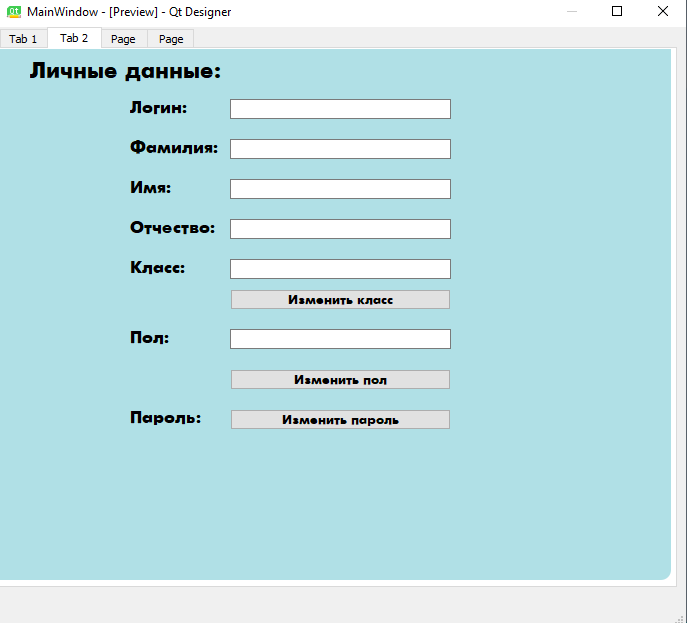 MainWindow - [Preview] - Qt Designer
Tab 1 Tab 2 Page Page
Личные данные:
Логин:
Фамилия:
Имя:
Отчество:
Класс:
Изменить класс
Пол:
Изменить пол
Пароль: Изменить пароль